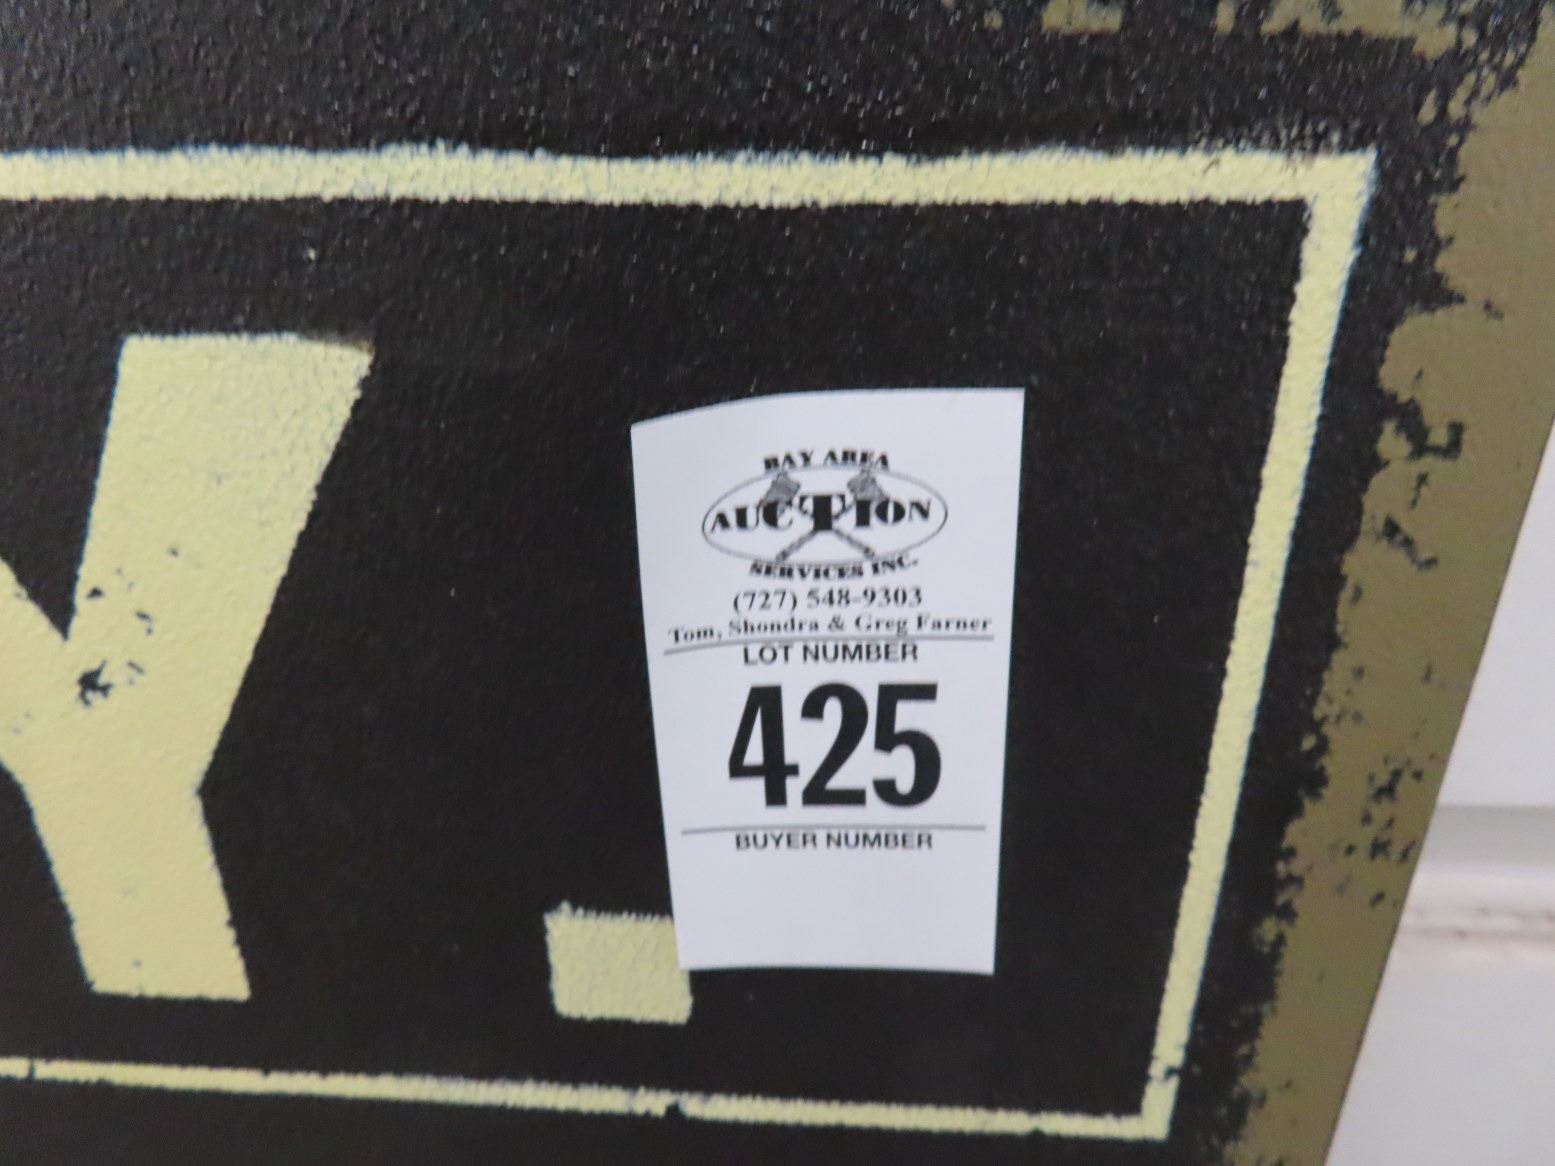 Y.
BAY AREA
AUCTION
SERVICES INC.
(727) 548-9303
Tom, Shondra & Greg Farner
LOT NUMBER
425
BUYER NUMBER